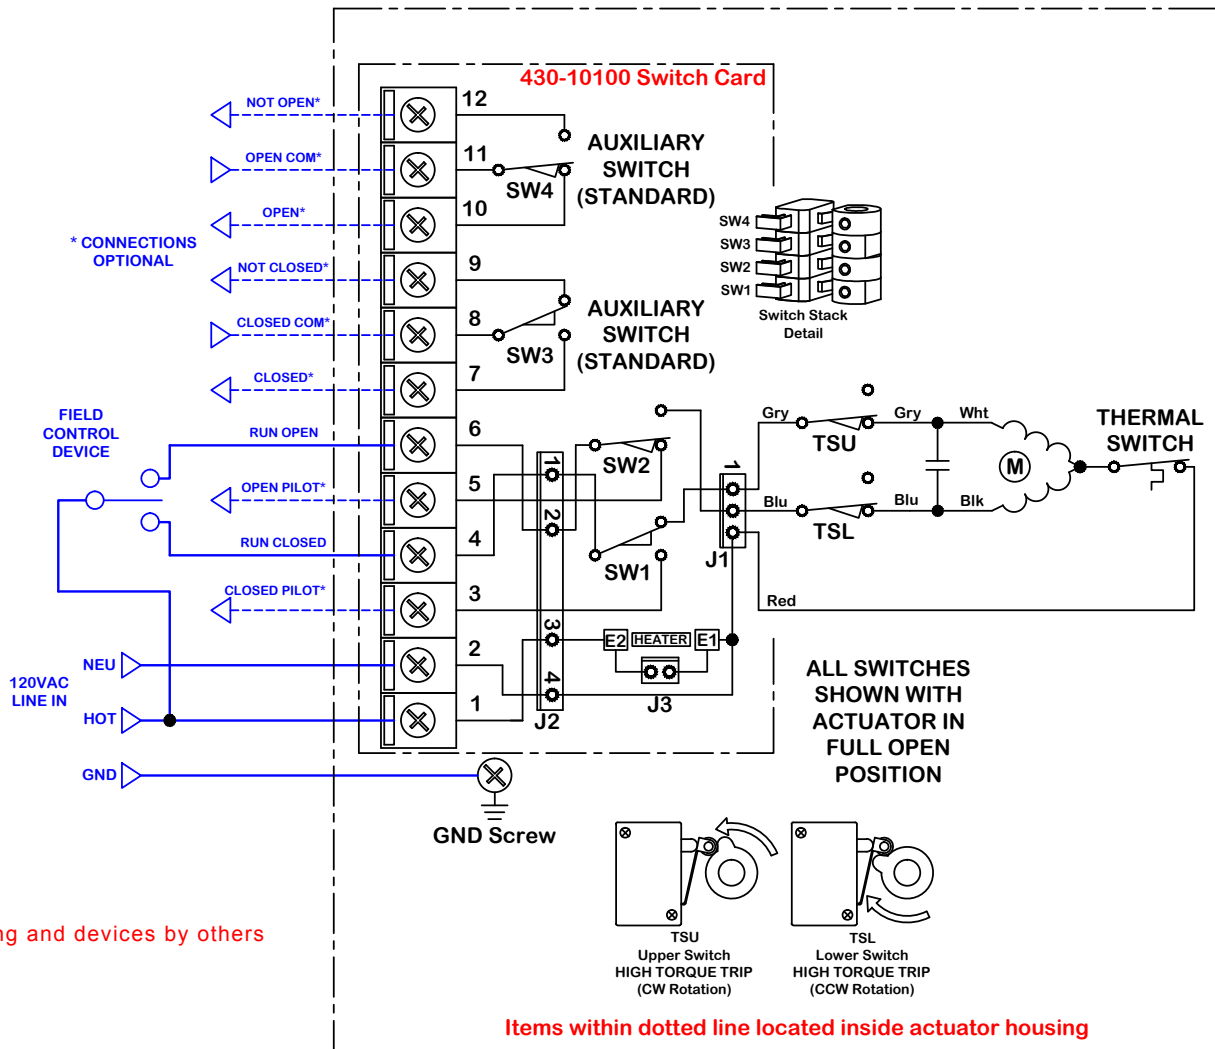 430-10100 Switch Card
NOT OPEN*
12
OPEN COM*
11
SW4
AUXILIARY
SWITCH
(STANDARD)
OPEN*
10
* CONNECTIONS
OPTIONAL
NOT CLOSED*
9
CLOSED COM*
8
SW3
AUXILIARY
SWITCH
(STANDARD)
CLOSED*
7
SW4
SW3
SW2
SW1
Switch Stack
Detail
FIELD
CONTROL
DEVICE
RUN OPEN
6
OPEN PILOT*
5
RUN CLOSED
4
CLOSED PILOT*
3
NEU
2
120VAC
LINE IN
HOT
1
GND
GND Screw
1
2
3
4
J2
SW2
SW1
E2
HEATER
E1
J3
1
J1
Gry
TSU
Gry
Wht
Blu
TSL
Blu
Blk
M
THERMAL
SWITCH
Red
ALL SWITCHES
SHOWN WITH
ACTUATOR IN
FULL OPEN
POSITION
TSU
Upper Switch
HIGH TORQUE TRIP
(CW Rotation)
TSL
Lower Switch
HIGH TORQUE TRIP
(CCW Rotation)
ng and devices by others
Items within dotted line located inside actuator housing